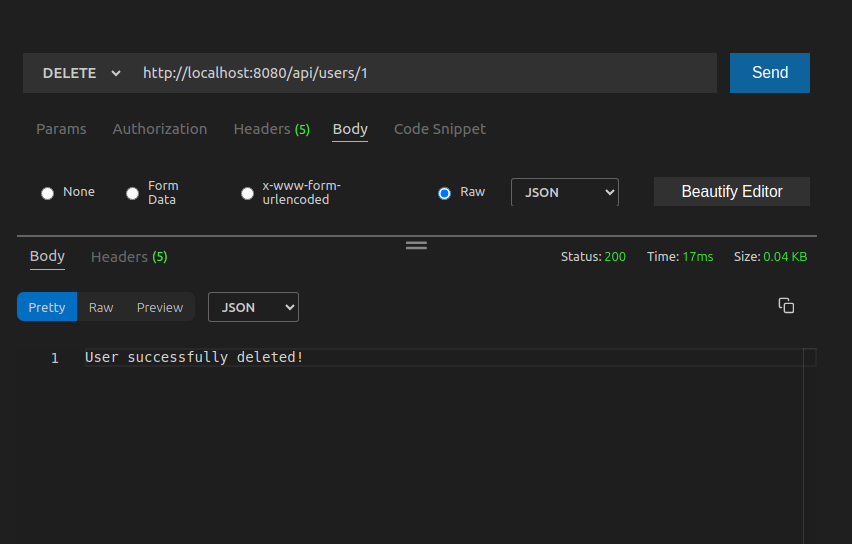 DELETE http://localhost:8080/api/users/1 Send
Params Authorization Headers (5) Body Code Snippet
None Form Data x-www-form-urlencoded Raw JSON Beautify Editor
Body Headers (5) Status: 200 Time: 17ms Size: 0.04 KB
Pretty Raw Preview JSON
1 User successfully deleted!